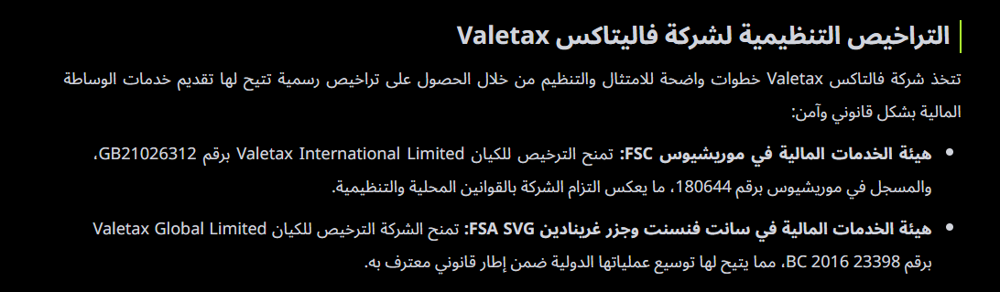 التراخيص التنظيمية لشركة فاليتاكس Valetax
تتخذ شركة فالتاكس Valetax خطوات واضحة للامتثال والتنظيم من خلال الحصول على تراخيص رسمية تتيح لها تقديم خدمات الوساطة
المالية بشكل قانوني وآمن:
هيئة الخدمات المالية في موريشيوس FSC: تمنح الترخيص للكيان Valetax International Limited برقم GB21026312،
والمسجل في موريشيوس برقم 180644، ما يعكس التزام الشركة بالقوانين المحلية والتنظيمية.
هيئة الخدمات المالية في سانت فنسنت وجزر غرينادين FSA SVG: تمنح الشركة الترخيص للكيان Valetax Global Limited
برقم 23398 BC 2016، مما يتيح لها توسيع عملياتها الدولية ضمن إطار قانوني معترف به.